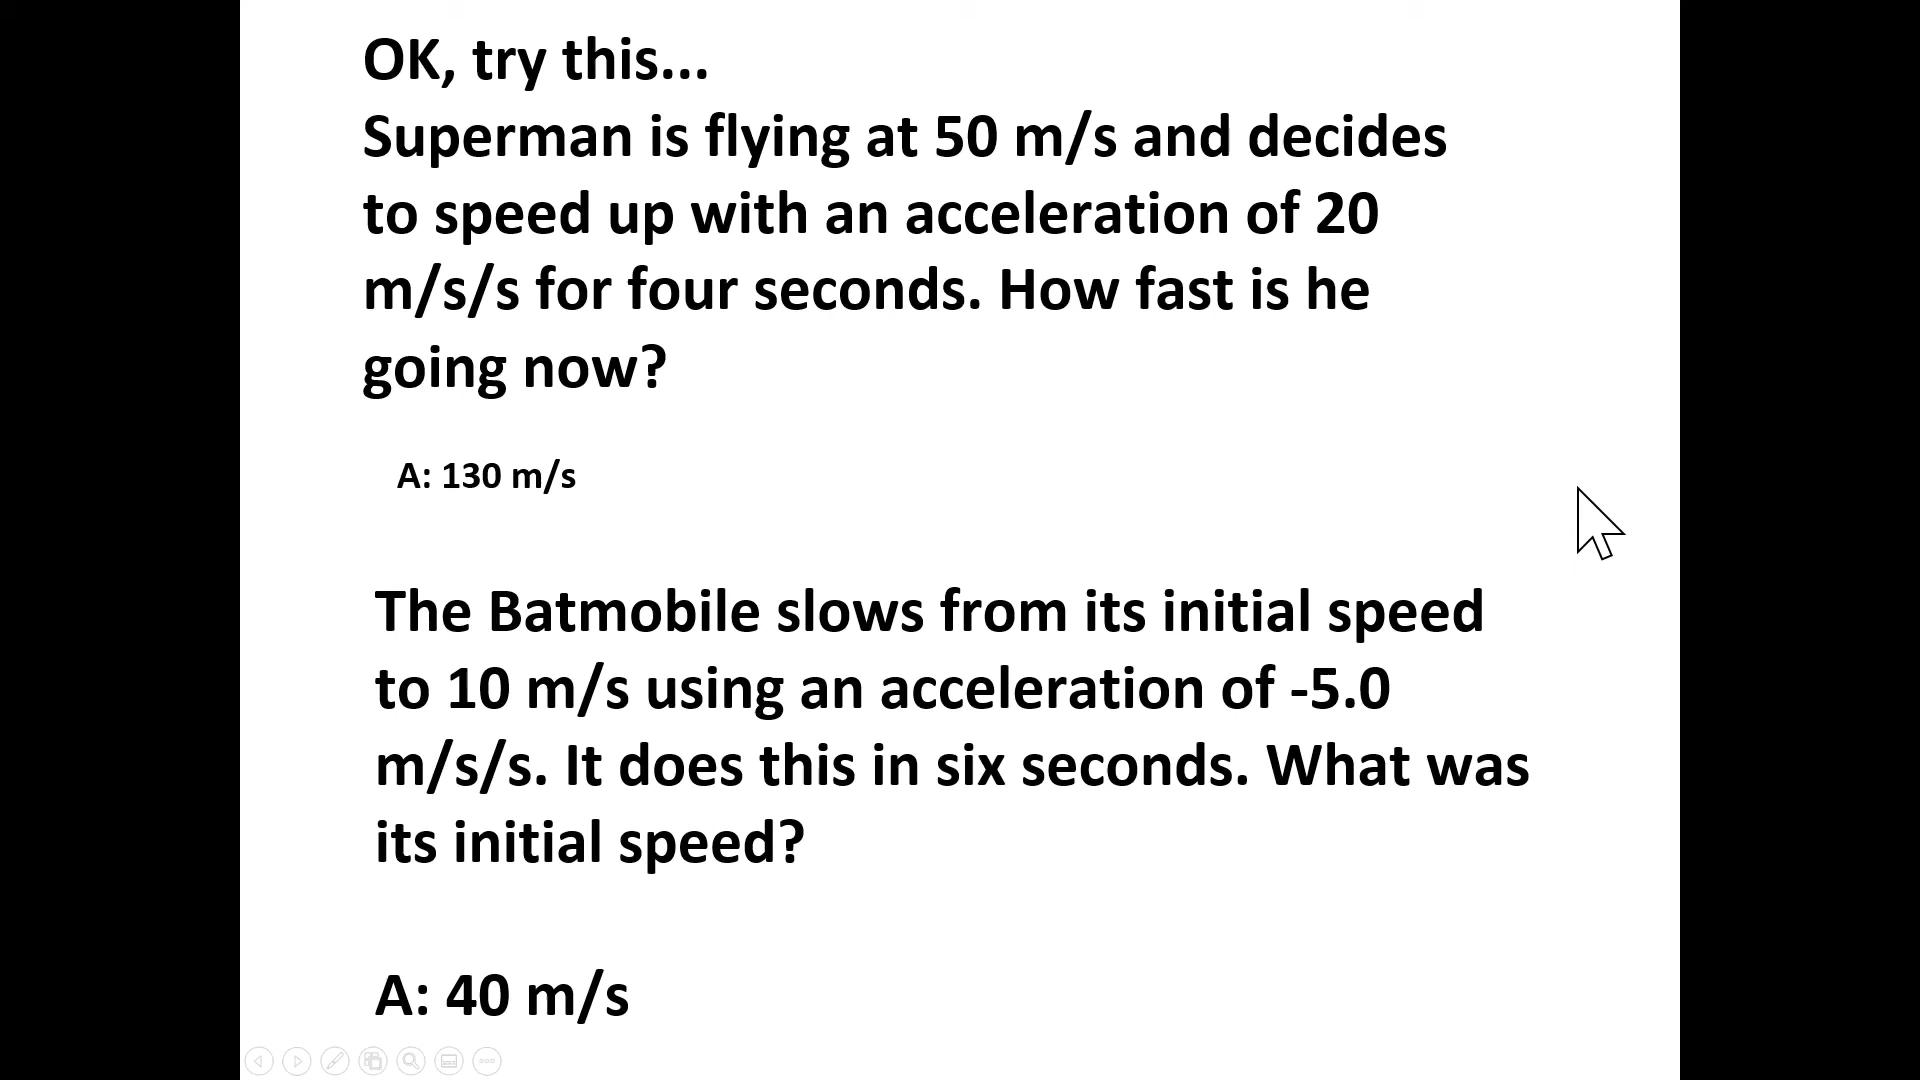 OK, try this...
Superman is flying at 50 m/s and decides
to speed up with an acceleration of 20
m/s/s for four seconds. How fast is he
going now?
A: 130 m/s
The Batmobile slows from its initial speed
to 10 m/s using an acceleration of -5.0
m/s/s. It does this in six seconds. What was
its initial speed?
A: 40 m/s